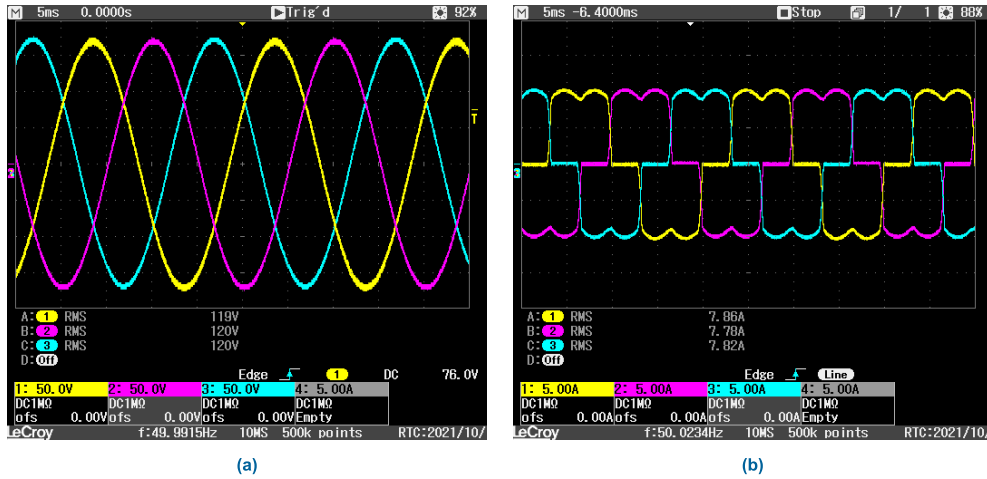 M 5ms 0.0000s Trig'd 92%
T
3
A: 1 RMS 119V
B: 2 RMS 120V
C: 3 RMS 120V
D: Off
Edge 1 DC 76.0V
1: 50.0V 2: 50.0V 3: 50.0V 4: 5.00A
DC1MΩ DC1MΩ DC1MΩ DC1MΩ
ofs 0.00V ofs 0.00V ofs 0.00V Empty
LeCroy f:49.9915Hz 10MS 500k points RTC:2021/10/
(a)
M 5ms -6.4000ms Stop 1/ 1 88%
3
A: 1 RMS 7.86A
B: 2 RMS 7.78A
C: 3 RMS 7.82A
D: Off
Edge Line
1: 5.00A 2: 5.00A 3: 5.00A 4: 5.00A
DC1MΩ DC1MΩ DC1MΩ DC1MΩ
ofs 0.00A ofs 0.00A ofs 0.00A Empty
LeCroy f:50.0234Hz 10MS 500k points RTC:2021/10/
(b)